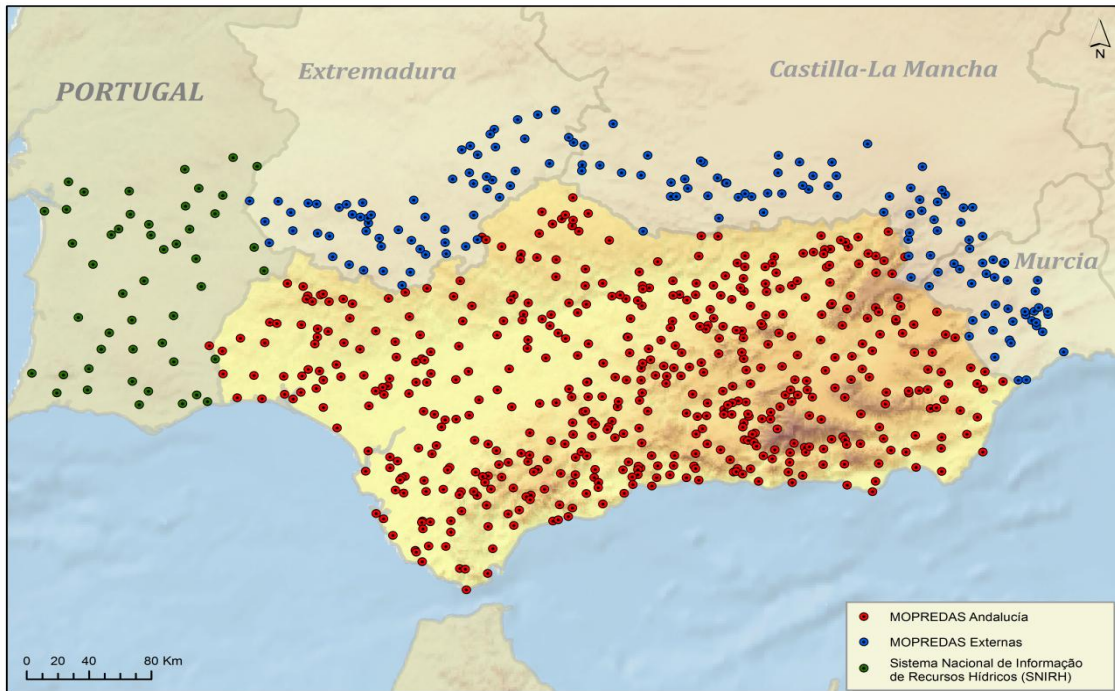 Extremadura
Castilla-La Mancha
N
PORTUGAL
Murcia
MOPREDAS Andalucía
MOPREDAS Externas
Sistema Nacional de Informação
de Recursos Hídricos (SNIRH)
0 20 40 80 Km